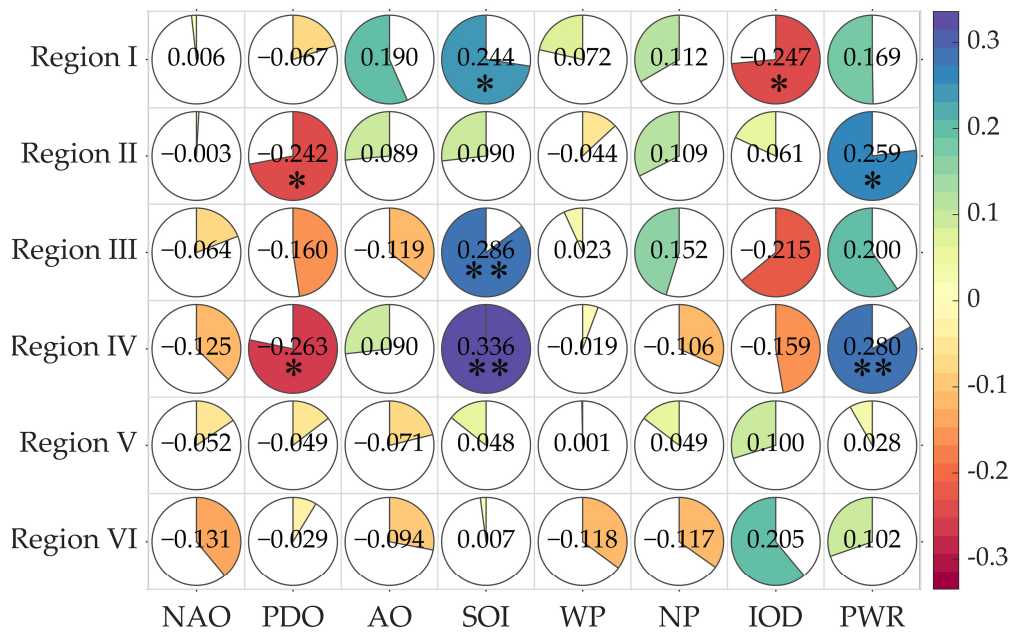 Region I 0.006 −0.067 0.190 0.244 −0.072 0.112 −0.247 0.169
* *
Region II −0.003 −0.242 0.089 0.090 −0.044 0.109 0.061 0.259
* *
Region III −0.064 −0.160 −0.119 0.286 0.023 0.152 −0.215 0.200
**
Region IV −0.125 −0.263 0.090 0.336 −0.019 −0.106 −0.159 0.280
* ** **
Region V −0.052 −0.049 −0.071 0.048 0.001 0.049 0.100 0.028
Region VI −0.131 −0.029 −0.094 0.007 −0.118 −0.117 0.205 0.102
NAO PDO AO SOI WP NP IOD PWR
0.3
0.2
0.1
0
-0.1
-0.2
-0.3